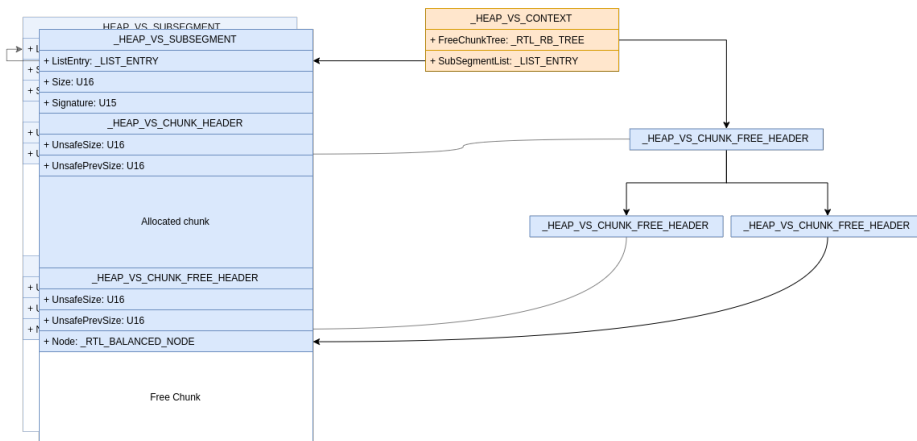 _HEAP_VS_SUBSEGMENT
_HEAP_VS_SUBSEGMENT
+ ListEntry: _LIST_ENTRY
+ Size: U16
+ Signature: U15
_HEAP_VS_CHUNK_HEADER
+ UnsafeSize: U16
+ UnsafePrevSize: U16
Allocated chunk
_HEAP_VS_CHUNK_FREE_HEADER
+ UnsafeSize: U16
+ UnsafePrevSize: U16
+ Node: _RTL_BALANCED_NODE
Free Chunk
_HEAP_VS_CONTEXT
+ FreeChunkTree: _RTL_RB_TREE
+ SubSegmentList: _LIST_ENTRY
_HEAP_VS_CHUNK_FREE_HEADER
_HEAP_VS_CHUNK_FREE_HEADER
_HEAP_VS_CHUNK_FREE_HEADER